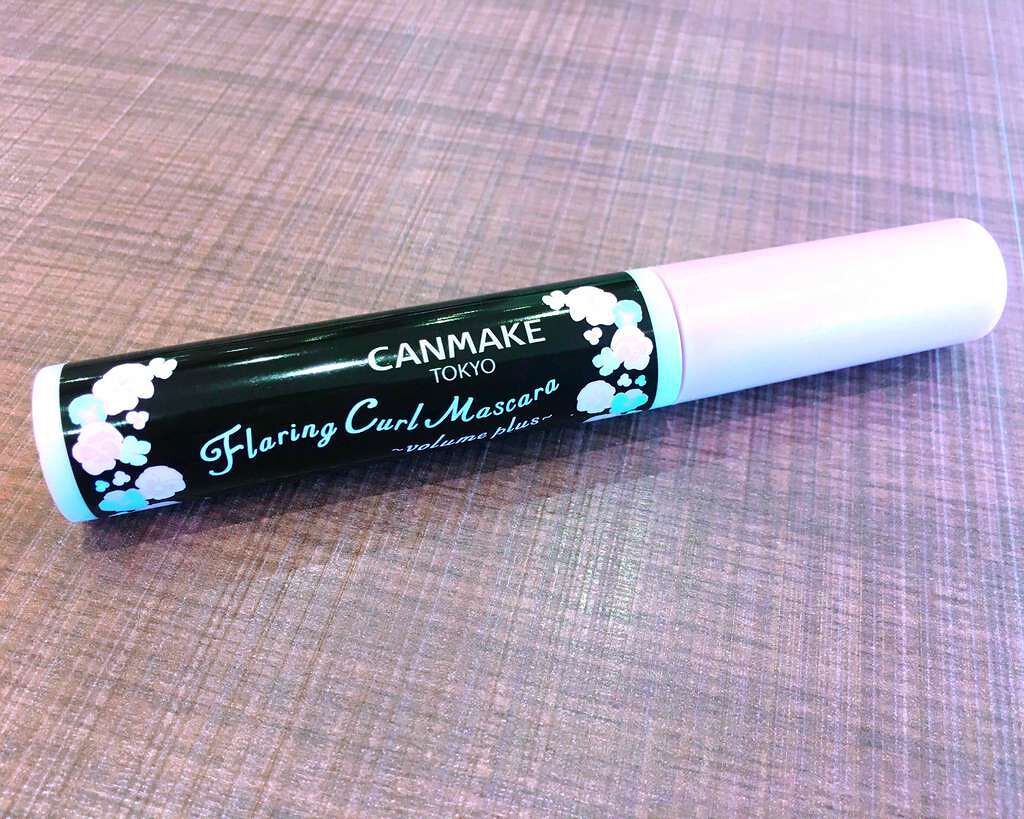 CANMAKE
TOKYO
Flaring Curl Mascara
~volume plus~